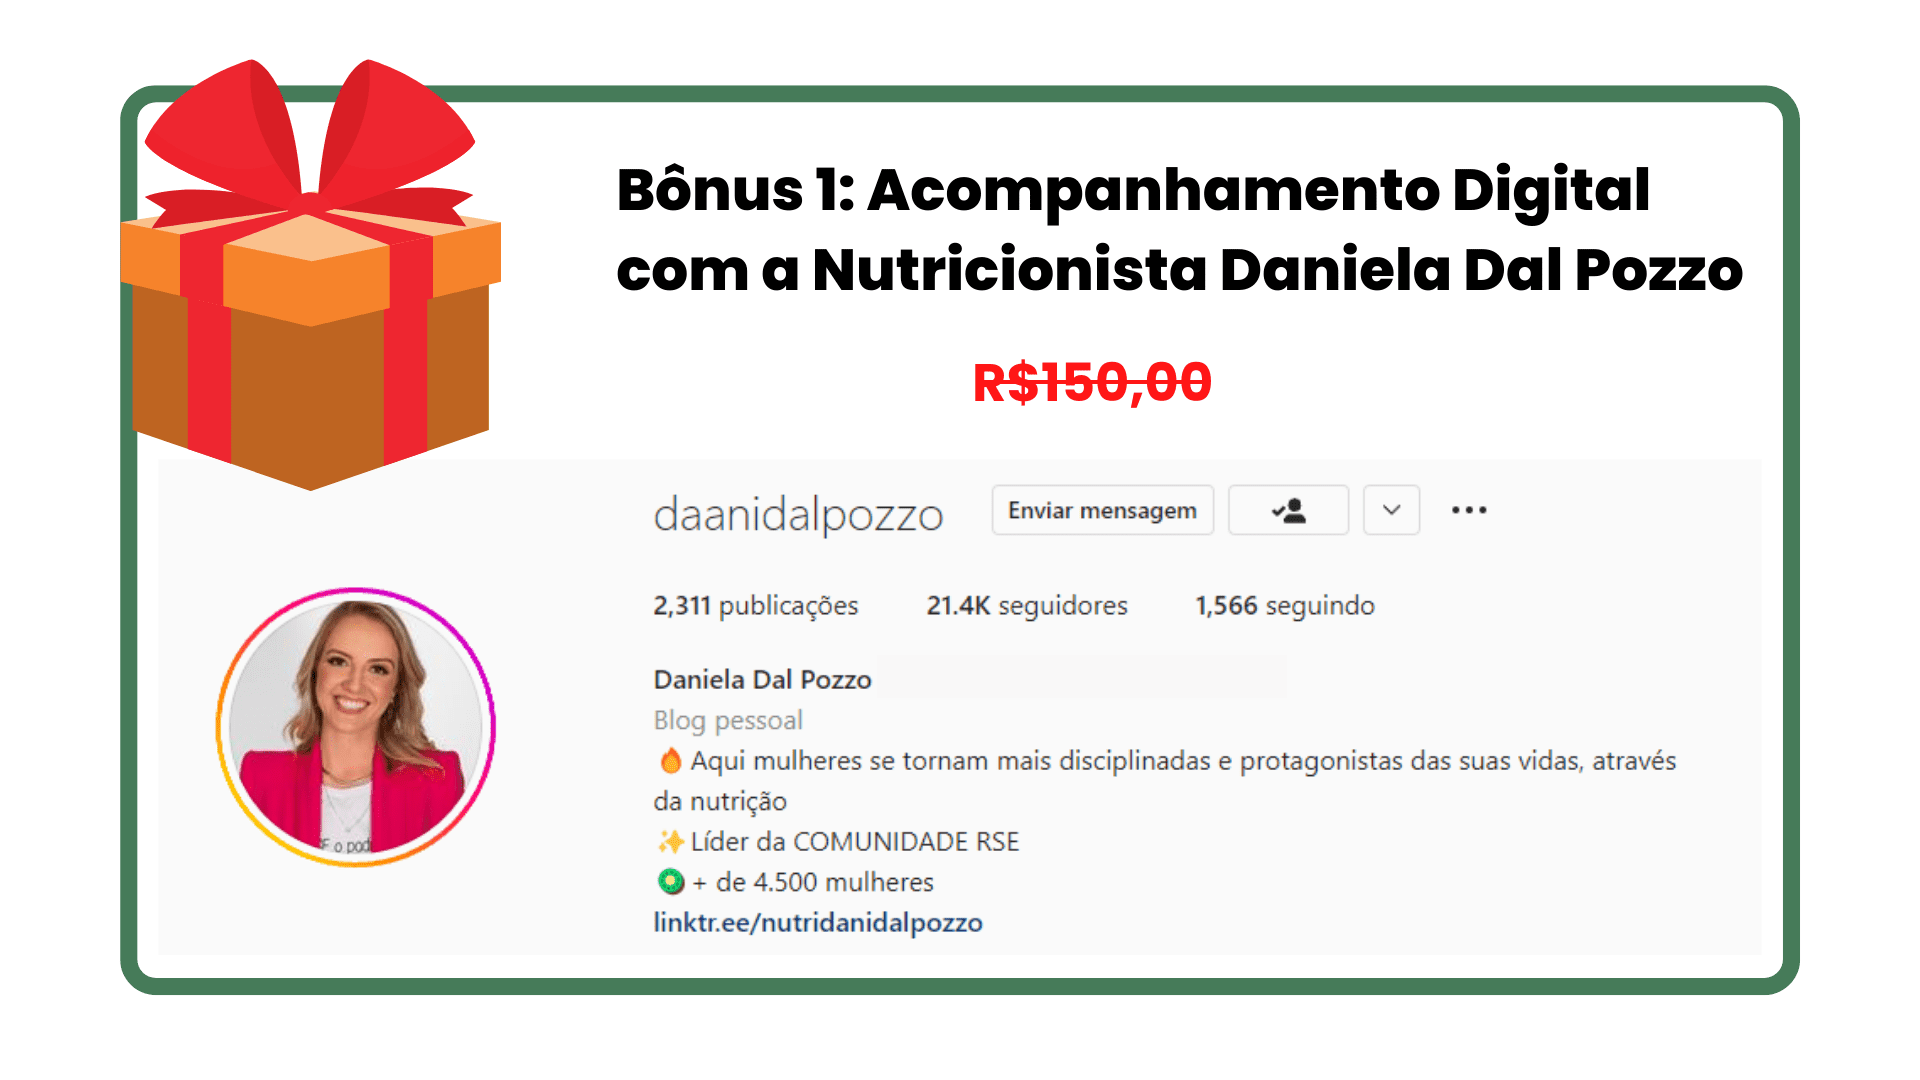 Bônus 1: Acompanhamento Digital
com a Nutricionista Daniela Dal Pozzo
R$150,00
daanidalpozzo Enviar mensagem
2,311 publicações 21.4K seguidores 1,566 seguindo
Daniela Dal Pozzo
Blog pessoal
🔥 Aqui mulheres se tornam mais disciplinadas e protagonistas das suas vidas, através
da nutrição
✨ Líder da COMUNIDADE RSE
🥝 + de 4.500 mulheres
linktr.ee/nutridanidalpozzo